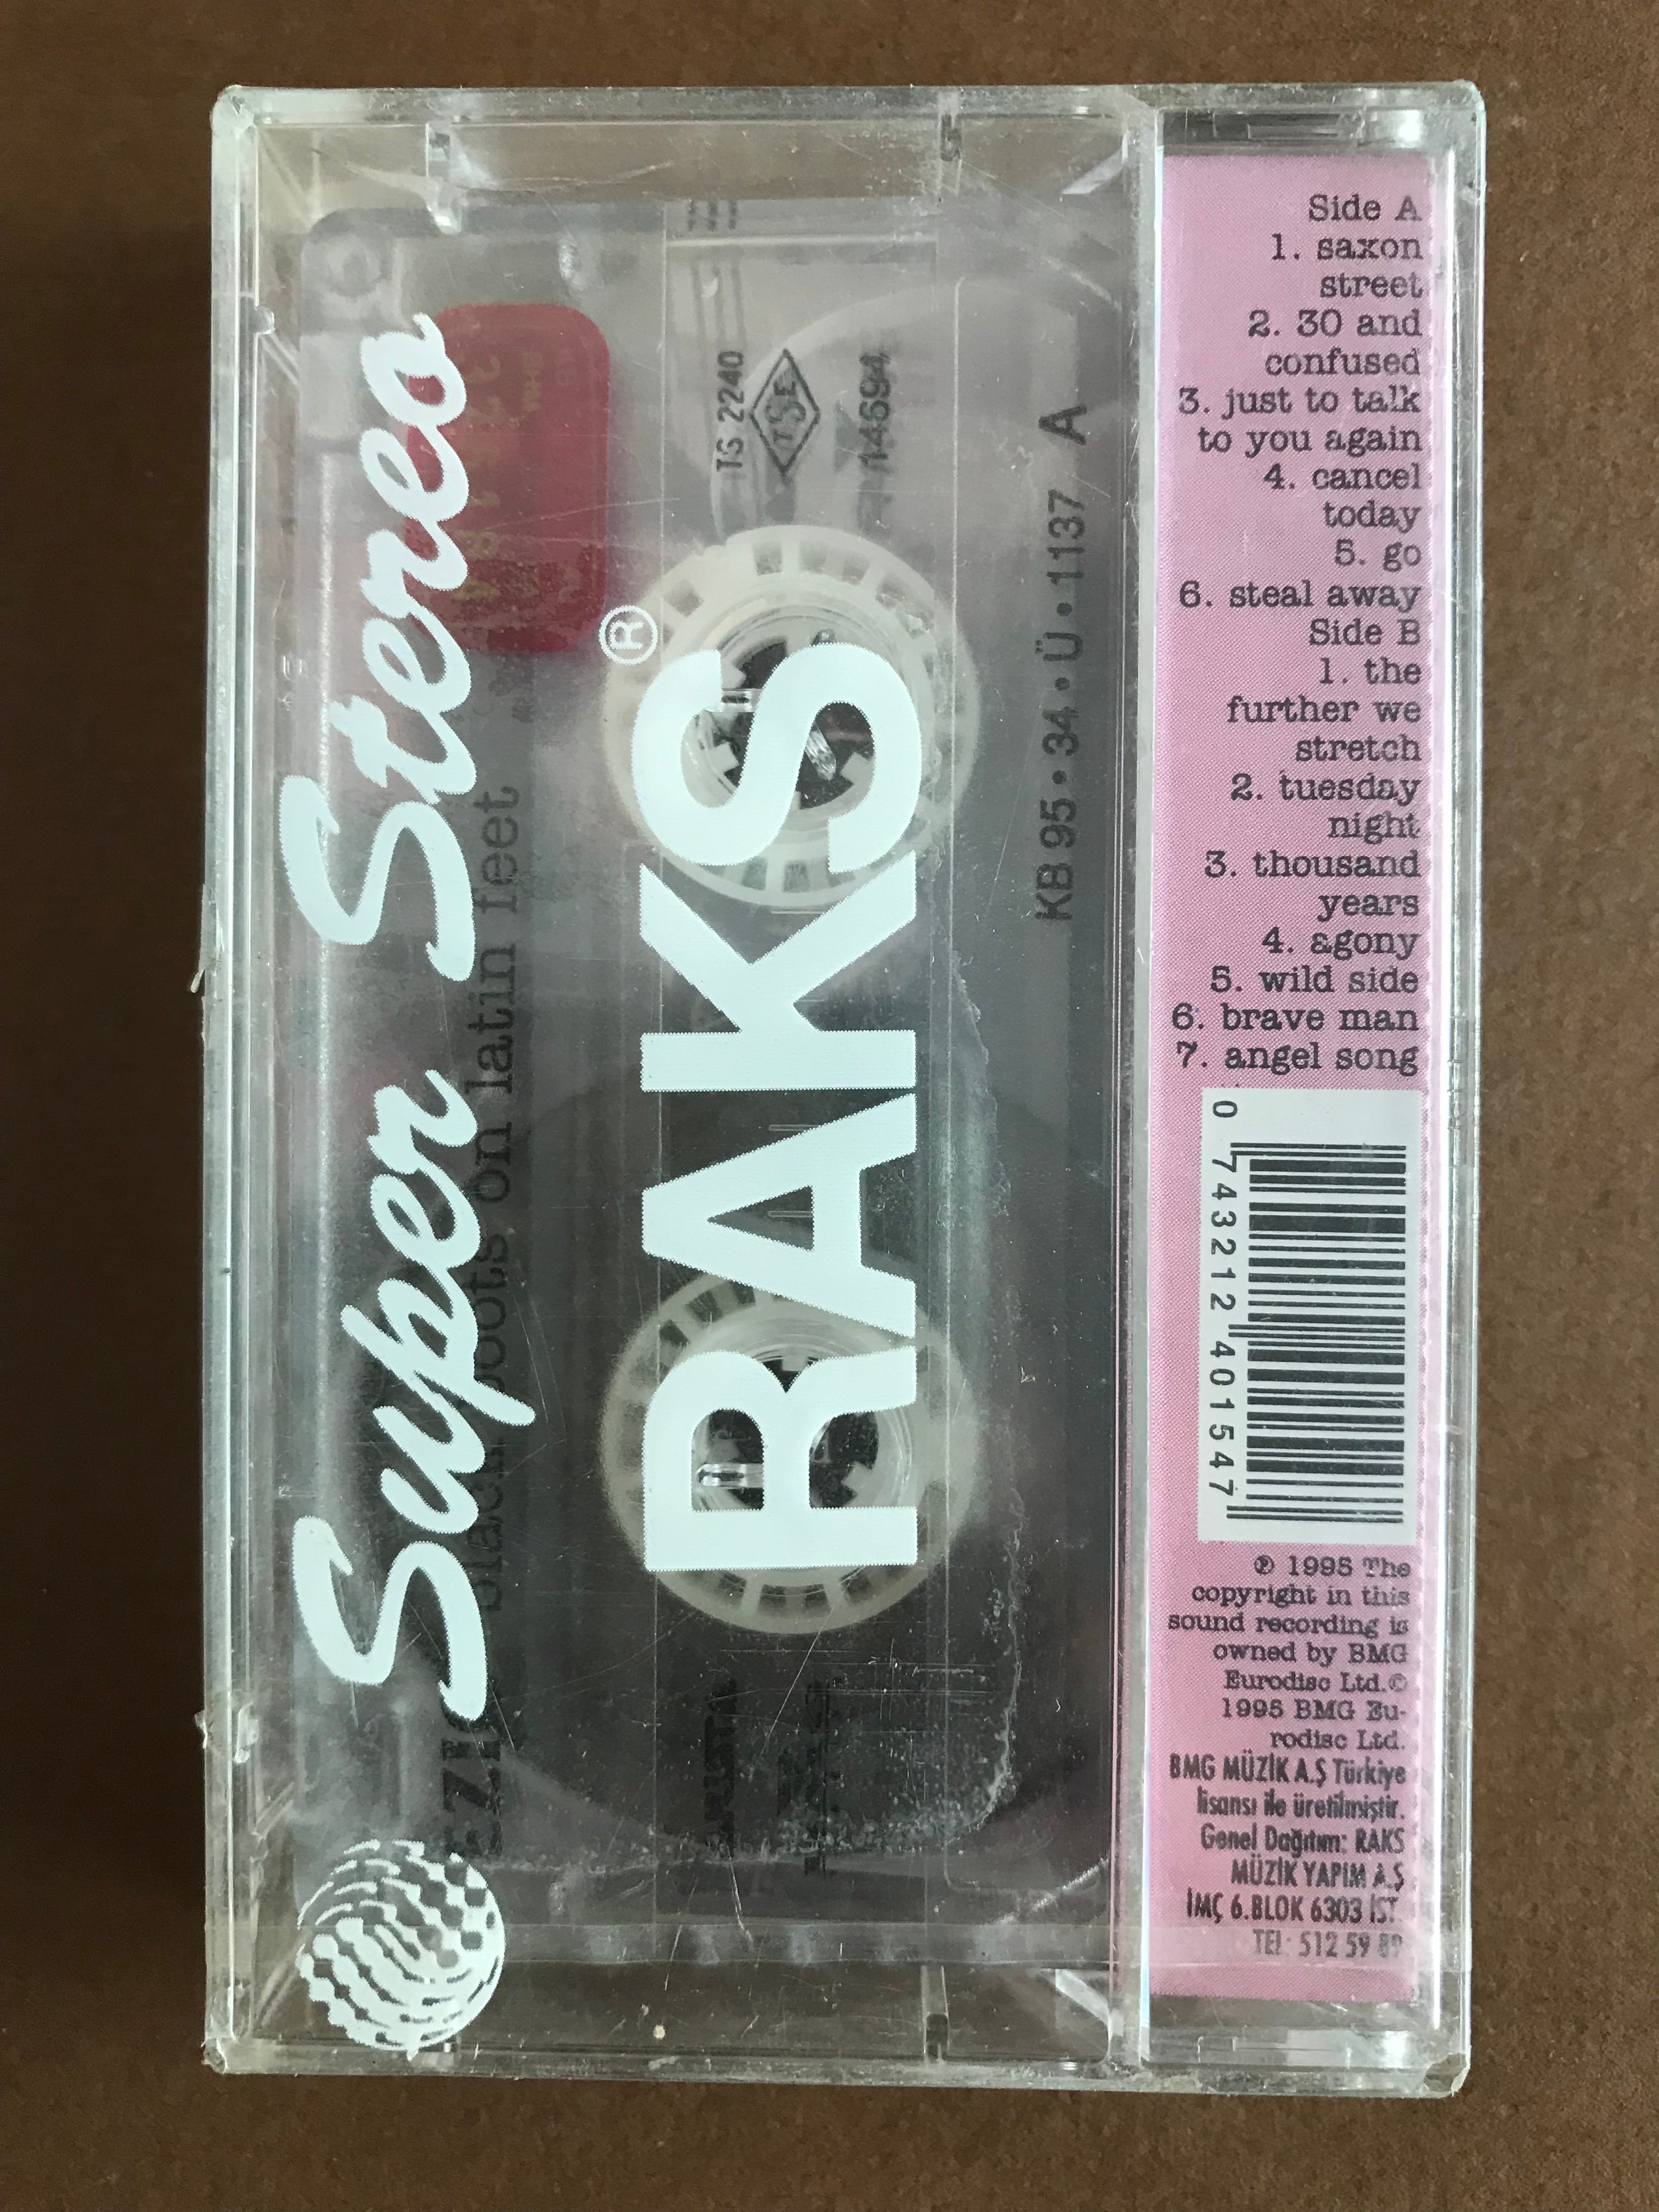 Super Stereo
RAKS®
on latin feet
TS 2240
TSE
14694
KB 95 • 34 • Ü • 1137 A
Side A
1. saxon
street
2. 30 and
confused
3. just to talk
to you again
4. cancel
today
5. go
6. steal away
Side B
1. the
further we
stretch
2. tuesday
night
3. thousand
years
4. agony
5. wild side
6. brave man
7. angel song
0 743212 401547
℗ 1995 The
copyright in this
sound recording is
owned by BMG
Eurodisc Ltd.©
1995 BMG Eu-
rodisc Ltd.
BMG MÜZİK A.Ş Türkiye
lisansı ile üretilmiştir.
Genel Dağıtım: RAKS
MÜZİK YAPIM A.Ş
İMÇ 6.BLOK 6303 İST.
TEL: 512 59 89